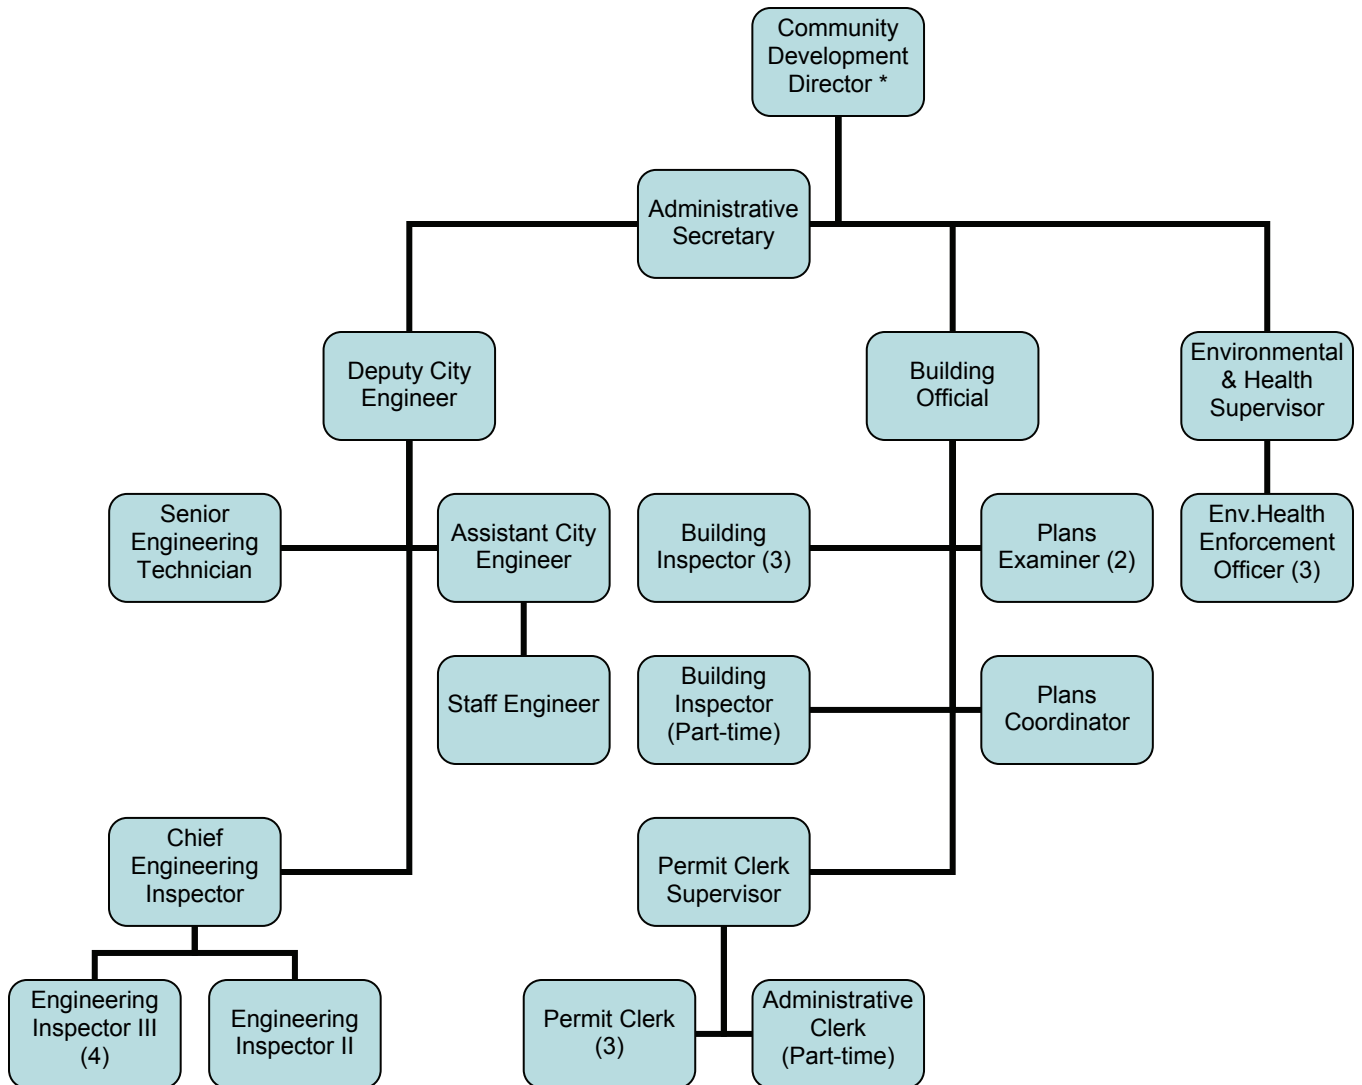 Community
Development
Director *
Administrative
Secretary
Deputy City
Engineer
Building
Official
Environmental
& Health
Supervisor
Senior
Engineering
Technician
Assistant City
Engineer
Building
Inspector (3)
Plans
Examiner (2)
Env.Health
Enforcement
Officer (3)
Staff Engineer
Building
Inspector
(Part-time)
Plans
Coordinator
Chief
Engineering
Inspector
Permit Clerk
Supervisor
Engineering
Inspector III
(4)
Engineering
Inspector II
Permit Clerk
(3)
Administrative
Clerk
(Part-time)